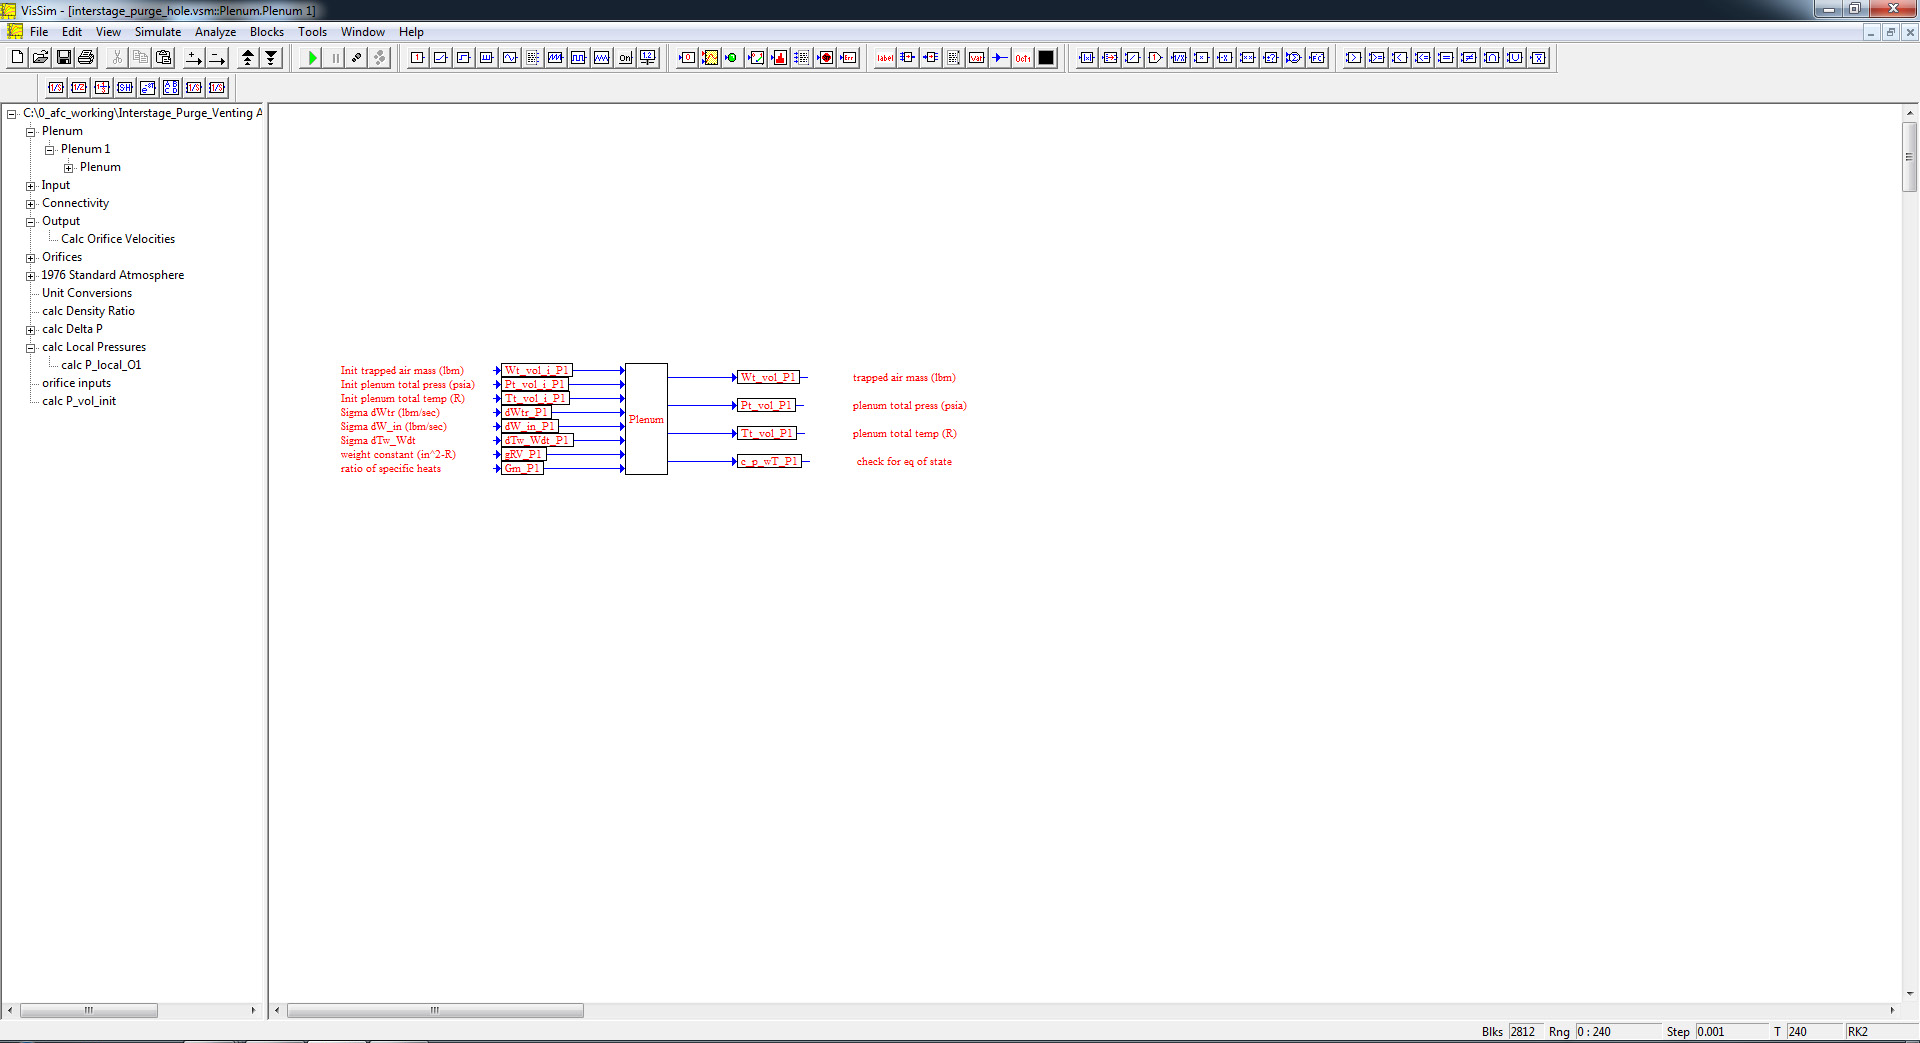 VisSim - [interstage_purge_hole.vsm::Plenum.Plenum 1]
File Edit View Simulate Analyze Blocks Tools Window Help
C:\0_afc_working\Interstage_Purge_Venting A
Plenum
Plenum 1
Plenum
Input
Connectivity
Output
Calc Orifice Velocities
Orifices
1976 Standard Atmosphere
Unit Conversions
calc Density Ratio
calc Delta P
calc Local Pressures
calc P_local_O1
orifice inputs
calc P_vol_init
Init trapped air mass (lbm) Wt_vol_i_P1
Init plenum total press (psia) Pt_vol_i_P1
Init plenum total temp (R) Tt_vol_i_P1
Sigma dWtr (lbm/sec) dWtr_P1
Sigma dW_in (lbm/sec) dW_in_P1
Sigma dTw_Wdt dTw_Wdt_P1
weight constant (in^2-R) gRV_P1
ratio of specific heats Gm_P1
Plenum
Wt_vol_P1 trapped air mass (lbm)
Pt_vol_P1 plenum total press (psia)
Tt_vol_P1 plenum total temp (R)
c_p_wT_P1 check for eq of state
Blks 2812 Rng 0 : 240 Step 0.001 T 240 RK2